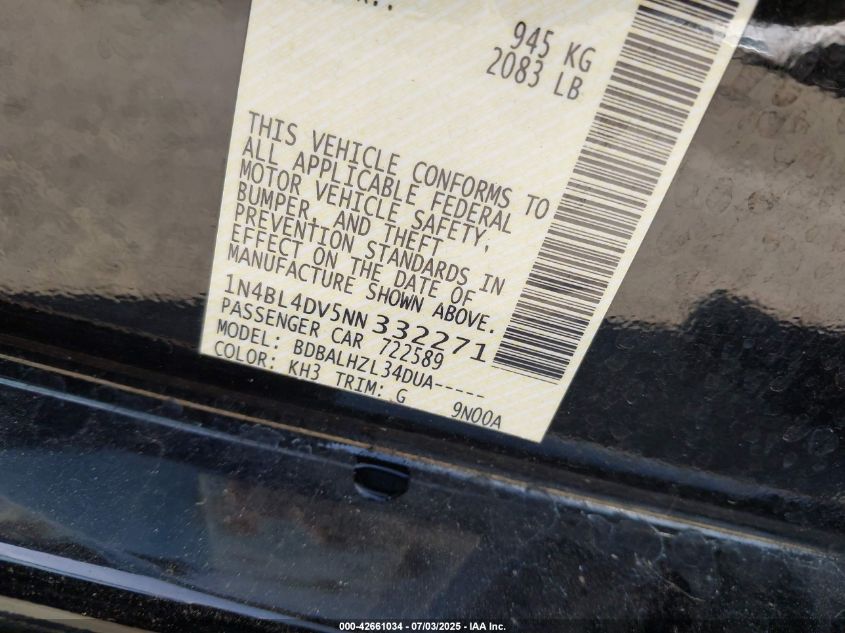 945 KG
2083 LB
THIS VEHICLE CONFORMS TO
ALL APPLICABLE FEDERAL
MOTOR VEHICLE SAFETY,
BUMPER, AND THEFT
PREVENTION STANDARDS IN
EFFECT ON THE DATE OF
MANUFACTURE SHOWN ABOVE.
1N4BL4DV5NN332271
PASSENGER CAR 722589
MODEL: BDBALHZL34DUA-----
COLOR: KH3 TRIM: G 9N00A
000-42661034 - 07/03/2025 - IAA Inc.